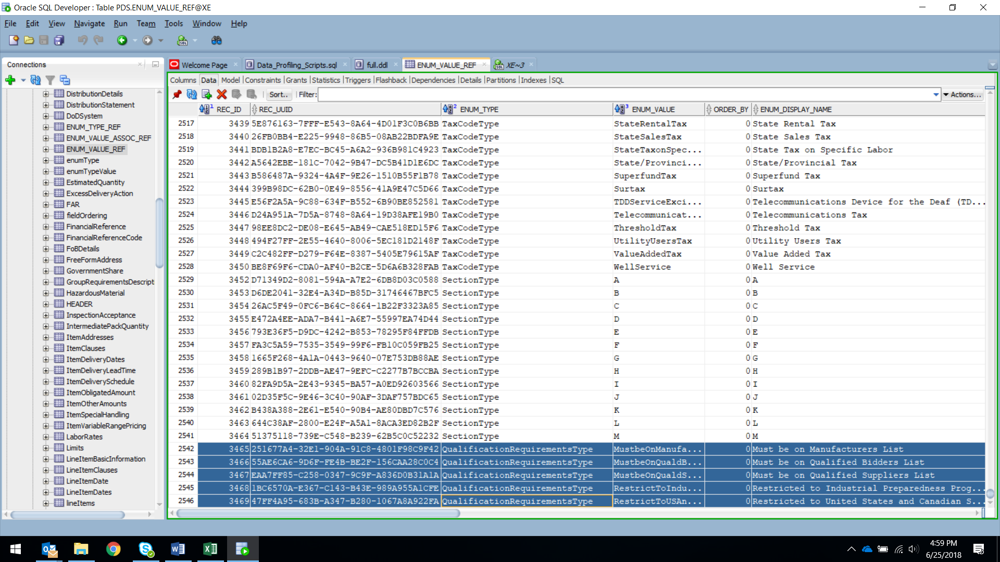 Oracle SQL Developer : Table PDS.ENUM_VALUE_REF@XE
File Edit View Navigate Run Team Tools Window Help
Connections
Welcome Page Data_Profiling_Scripts.sql full.ddl ENUM_VALUE_REF XE~3
Columns Data Model Constraints Grants Statistics Triggers Flashback Dependencies Details Partitions Indexes SQL
Sort.. Filter: Actions...
DistributionDetails
DistributionStatement
DoDSystem
ENUM_TYPE_REF
ENUM_VALUE_ASSOC_REF
ENUM_VALUE_REF
enumType
enumTypeValue
EstimatedQuantity
ExcessDeliveryAction
FAR
fieldOrdering
FinancialReference
FinancialReferenceCode
FoBDetails
FreeFormAddress
GovernmentShare
GroupRequirementsDescript
HazardousMaterial
HEADER
InspectionAcceptance
IntermediatePackQuantity
ItemAddresses
ItemClauses
ItemDeliveryDates
ItemDeliveryLeadTime
ItemDeliverySchedule
ItemObligatedAmount
ItemOtherAmounts
ItemSpecialHandling
ItemVariableRangePricing
LaborRates
Limits
LineItemBasicInformation
LineItemClauses
LineItemDate
LineItemDates
lineItems
REC_ID REC_UUID ENUM_TYPE ENUM_VALUE ORDER_BY ENUM_DISPLAY_NAME
2517 3439 5E876163-7FFF-E543-8A64-4D01F3C0B6BB TaxCodeType StateRentalTax 0 State Rental Tax
2518 3440 26FB0BB4-E225-9948-86B5-08AB22BDFA9E TaxCodeType StateSalesTax 0 State Sales Tax
2519 3441 BDB1B2A8-E7EC-BC45-A6A2-936B981C4923 TaxCodeType StateTaxonSpec... 0 State Tax on Specific Labor
2520 3442 A5642EBE-181C-7042-9B47-DC5B41D1E6DC TaxCodeType State/Provinci... 0 State/Provincial Tax
2521 3443 B586487A-9324-4A4F-9E26-1510B55F1B78 TaxCodeType SuperfundTax 0 Superfund Tax
2522 3444 399B98DC-62B0-0E49-8556-41A9E47C5D66 TaxCodeType Surtax 0 Surtax
2523 3445 E56F2A5A-9C88-634F-B552-6B90BE852581 TaxCodeType TDDServiceExci... 0 Telecommunications Device for the Deaf (TD...
2524 3446 D24A951A-7D5A-8748-8A64-19D38AFE19B0 TaxCodeType Telecommunicat... 0 Telecommunications Tax
2525 3447 98EE8DC2-DE08-E645-AB49-CAE518ED15F6 TaxCodeType ThresholdTax 0 Threshold Tax
2526 3448 494F27FF-2E55-4640-8006-5EC181D2148F TaxCodeType UtilityUsersTax 0 Utility Users Tax
2527 3449 C2C482FF-D279-F64E-8387-5405E79615AF TaxCodeType ValueAddedTax 0 Value Added Tax
2528 3450 BE8F69F6-CDA0-AF40-B2CE-5D6A6B328FAB TaxCodeType WellService 0 Well Service
2529 3452 D71349D2-8081-594A-A7E2-6DB8D03C0588 SectionType A 0 A
2530 3453 D6DE2041-32E4-A34D-B85D-31746467BFC5 SectionType B 0 B
2531 3454 26AC5F49-0FC6-B64C-8664-1B22F3323A85 SectionType C 0 C
2532 3455 E472A4EE-ADA7-B441-A6E7-55997EA74D44 SectionType D 0 D
2533 3456 793E36F5-D9DC-4242-B853-78295F84FFDB SectionType E 0 E
2534 3457 FA3C5A59-7535-3549-99F6-FB10C059FB25 SectionType F 0 F
2535 3458 1665F268-4A1A-0443-9640-07E753DB88AE SectionType G 0 G
2536 3459 289B1B97-2DDB-AE47-9EFC-C2277B7BCCBA SectionType H 0 H
2537 3460 82FA9D5A-2E43-9345-BA57-A0ED92603566 SectionType I 0 I
2538 3461 02D35F5C-9E46-3C40-90AF-3DAF757BDC65 SectionType J 0 J
2539 3462 B438A388-2E61-E540-90B4-AE80DBD7C576 SectionType K 0 K
2540 3463 644C38AF-2800-E24F-A5A1-8ACA3ED82B2F SectionType L 0 L
2541 3464 51375118-739E-C548-B239-62B5C0C52232 SectionType M 0 M
2542 3465 251677A4-32E1-904A-91C8-4801F98C9F42 QualificationRequirementsType MustbeOnManufa... 0 Must be on Manufacturers List
2543 3466 55AE6CA6-9D6F-FE4B-BE2F-156CAA28C0C4 QualificationRequirementsType MustbeOnQualdB... 0 Must be on Qualified Bidders List
2544 3467 EAA7FF85-C258-0347-9C9F-A836D0B31A1A QualificationRequirementsType MustbeOnQualdS... 0 Must be on Qualified Suppliers List
2545 3468 1BC6570A-E367-C143-B43E-989A955A1CFE QualificationRequirementsType RestrictToIndu... 0 Restricted to Industrial Preparedness Prog...
2546 3469 47FF4A95-683B-A347-B280-1067A8A922FA QualificationRequirementsType RestrictToUSAn... 0 Restricted to United States and Canadian S...
4:59 PM
6/25/2018